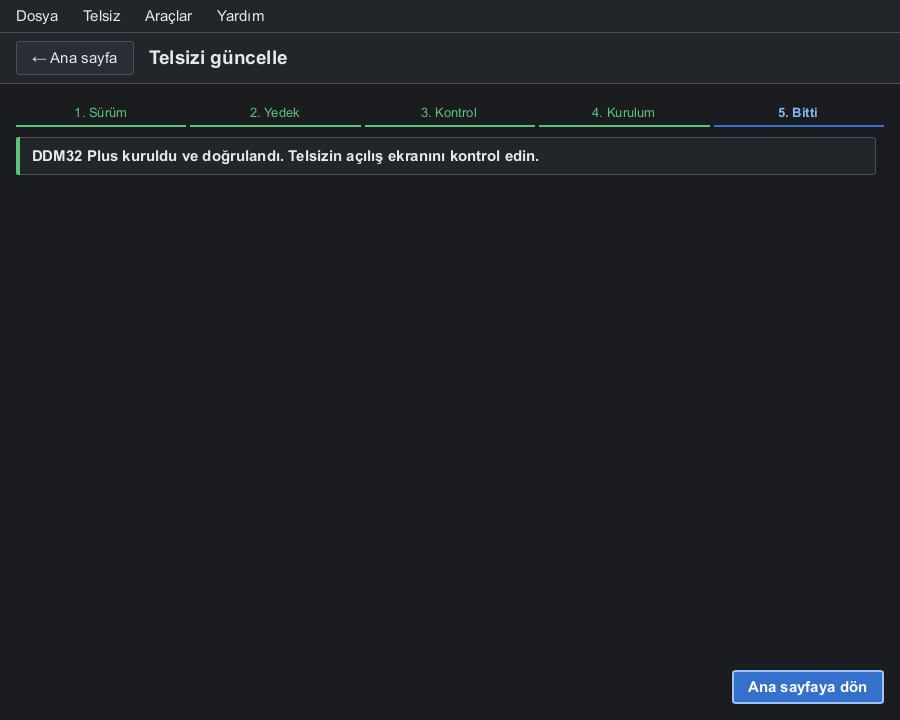 Dosya Telsiz Araçlar Yardım
← Ana sayfa Telsizi güncelle
1. Sürüm 2. Yedek 3. Kontrol 4. Kurulum 5. Bitti
DDM32 Plus kuruldu ve doğrulandı. Telsizin açılış ekranını kontrol edin.
Ana sayfaya dön